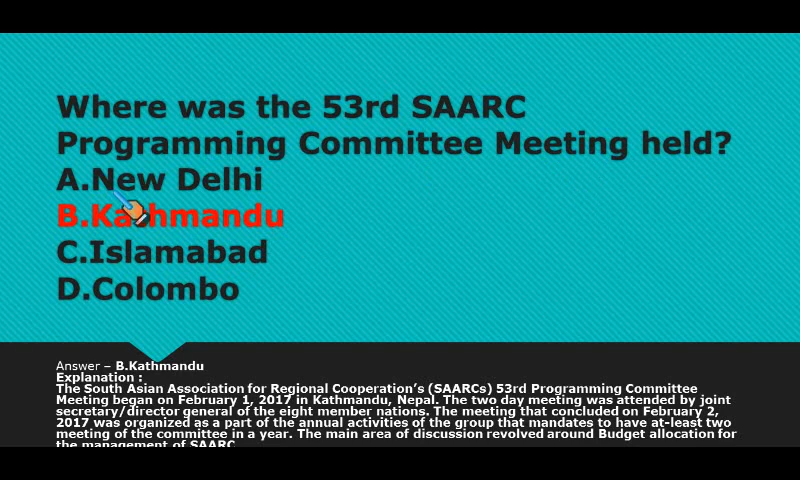 Where was the 53rd SAARC
Programming Committee Meeting held?
A.New Delhi
B.Kathmandu
C.Islamabad
D.Colombo
Answer – B.Kathmandu
Explanation :
The South Asian Association for Regional Cooperation's (SAARCs) 53rd Programming Committee
Meeting began on February 1, 2017 in Kathmandu, Nepal. The two day meeting was attended by joint
secretary/director general of the eight member nations. The meeting that concluded on February 2,
2017 was organized as a part of the annual activities of the group that mandates to have at-least two
meeting of the committee in a year. The main area of discussion revolved around Budget allocation for
the management of SAARC